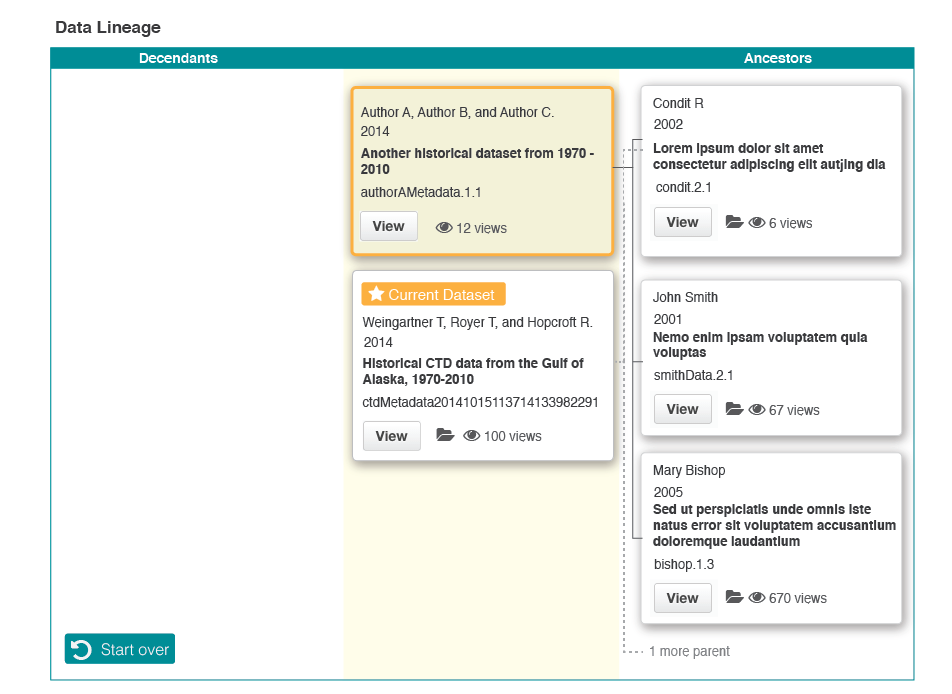 Data Lineage
Decendants
Ancestors
Author A, Author B, and Author C.
2014
Another historical dataset from 1970 -
2010
authorAMetadata.1.1
View
12 views
Current Dataset
Weingartner T, Royer T, and Hopcroft R.
2014
Historical CTD data from the Gulf of
Alaska, 1970-2010
ctdMetadata20141015113714133982291
View
100 views
Condit R
2002
Lorem ipsum dolor sit amet
consectetur adipiscing elit autjing dia
condit.2.1
View
6 views
John Smith
2001
Nemo enim ipsam voluptatem quia
voluptas
smithData.2.1
View
67 views
Mary Bishop
2005
Sed ut perspiciatis unde omnis iste
natus error sit voluptatem accusantium
doloremque laudantium
bishop.1.3
View
670 views
1 more parent
Start over